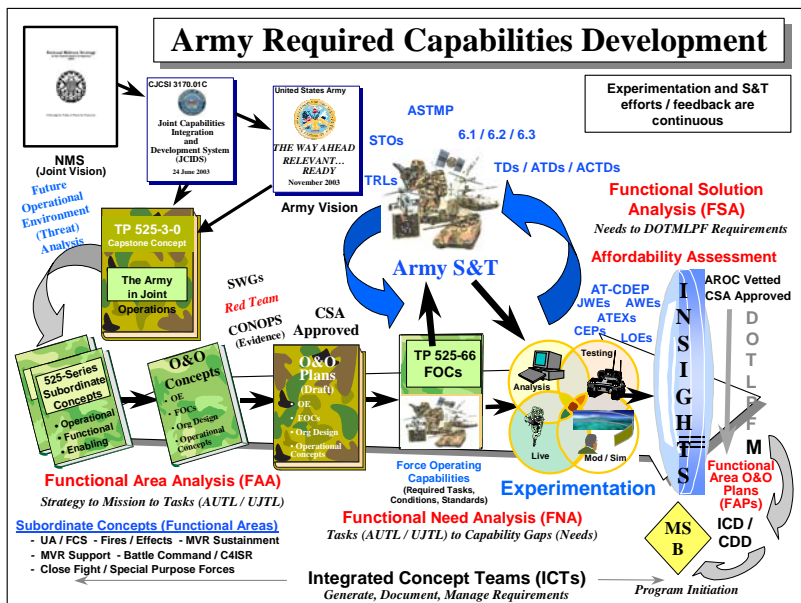 Army Required Capabilities Development
Experimentation and S&T
efforts / feedback are
continuous
NMS
(Joint Vision)
CJCSI 3170.01C
Joint Capabilities
Integration
and
Development System
(JCIDS)
24 June 2003
United States Army
THE WAY AHEAD
RELEVANT...
READY
November 2003
Army Vision
Future
Operational
Environment
(Threat)
Analysis
TP 525-3-0
Capstone Concept
The Army
in Joint
Operations
ASTMP
STOs
6.1 / 6.2 / 6.3
TRLs
TDs / ATDs / ACTDs
Army S&T
Functional Solution
Analysis (FSA)
Needs to DOTMLPF Requirements
Affordability Assessment
AROC Vetted
CSA Approved
SWGs
Red Team
CONOPS
(Evidence)
CSA
Approved
AT-CDEP
JWEs
AWEs
ATEXs
CEPs
LOEs
525-Series
Subordinate
Concepts
• Operational
• Functional
• Enabling
O&O
Concepts
• OE
• FOCs
• Org Design
• Operational
Concepts
O&O
Plans
(Draft)
• OE
• FOCs
• Org Design
• Operational
Concepts
TP 525-66
FOCs
Force Operating
Capabilities
(Required Tasks,
Conditions, Standards)
Analysis
Testing
Live
Mod / Sim
Experimentation
INSIGHTS
DOTLPF
M
Functional
Area O&O
Plans
(FAPs)
Functional Area Analysis (FAA)
Strategy to Mission to Tasks (AUTL / UJTL)
Functional Need Analysis (FNA)
Tasks (AUTL / UJTL) to Capability Gaps (Needs)
Subordinate Concepts (Functional Areas)
- UA / FCS - Fires / Effects - MVR Sustainment
- MVR Support - Battle Command / C4ISR
- Close Fight / Special Purpose Forces
MS
B
ICD /
CDD
Program Initiation
Integrated Concept Teams (ICTs)
Generate, Document, Manage Requirements